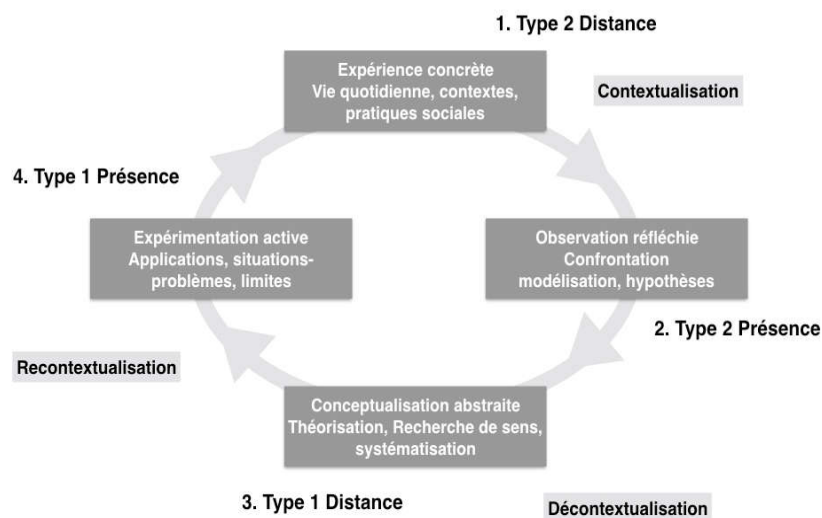 1. Type 2 Distance
Expérience concrète
Vie quotidienne, contextes,
pratiques sociales
Contextualisation
4. Type 1 Présence
Expérimentation active
Applications, situations-
problèmes, limites
Observation réfléchie
Confrontation
modélisation, hypothèses
2. Type 2 Présence
Recontextualisation
Conceptualisation abstraite
Théorisation, Recherche de sens,
systématisation
3. Type 1 Distance
Décontextualisation